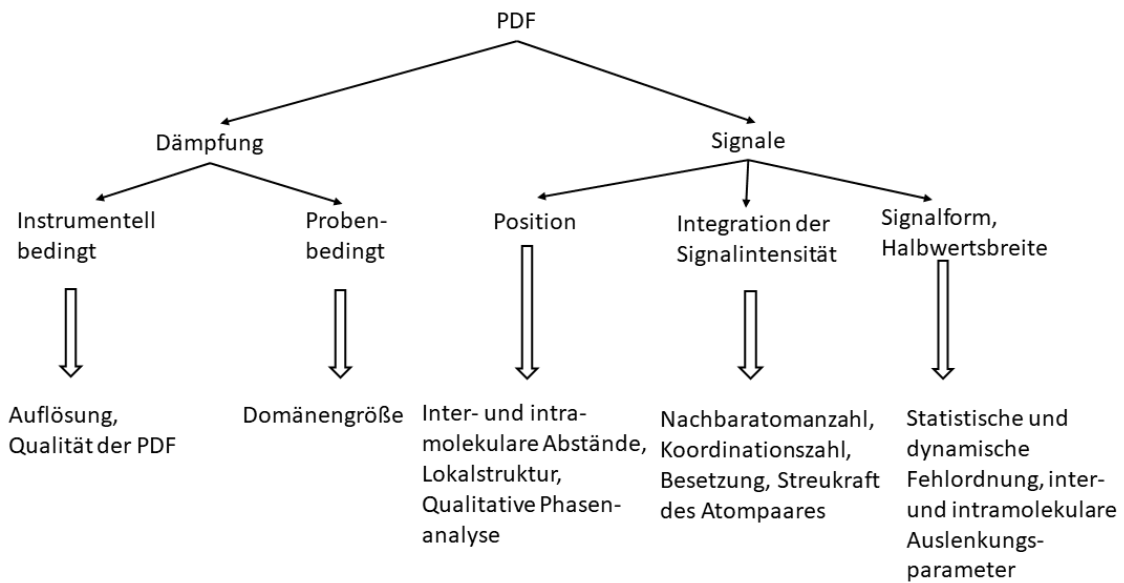 PDF
Dämpfung
Signale
Instrumentell
bedingt
Proben-
bedingt
Position
Integration der
Signalintensität
Signalform,
Halbwertsbreite
Auflösung,
Qualität der PDF
Domänengröße
Inter- und intra-
molekulare Abstände,
Lokalstruktur,
Qualitative Phasen-
analyse
Nachbaratomanzahl,
Koordinationszahl,
Besetzung, Streukraft
des Atompaares
Statistische und
dynamische
Fehlordnung, inter-
und intramolekulare
Auslenkungs-
parameter